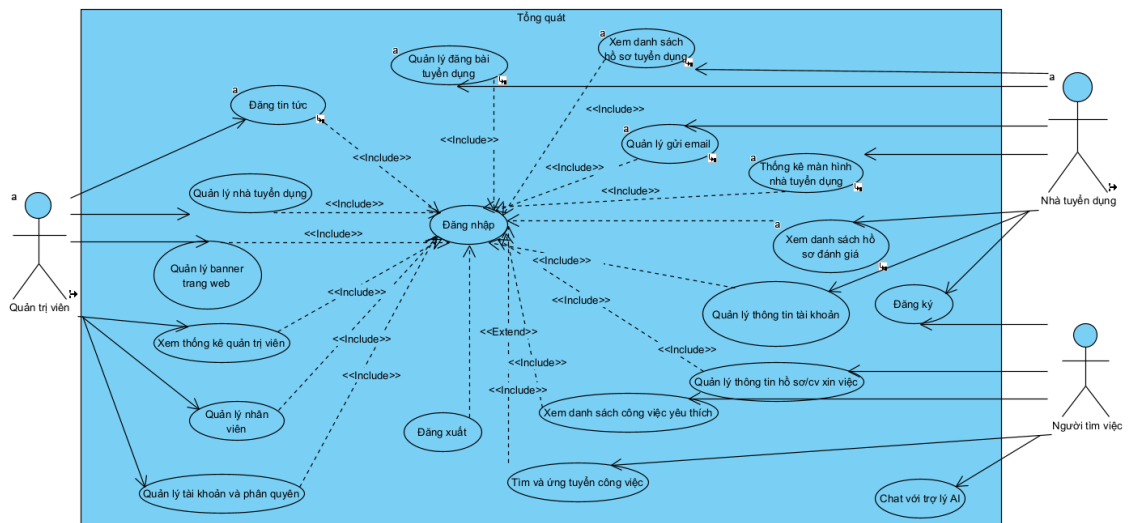 Tổng quát
a
Quản lý đăng bài
tuyển dụng
a
Xem danh sách
hồ sơ tuyển dụng
a
Đăng tin tức
a
<<Include>>
<<Include>>
<<Include>>
a
Quản lý gửi email
<<Include>>
a
Thống kê màn hình
nhà tuyển dụng
<<Include>>
Quản lý nhà tuyển dụng
<<Include>>
Nhà tuyển dụng
a
Đăng nhập
<<Include>>
a
Xem danh sách hồ
sơ đánh giá
Quản lý banner
trang web
Quản trị viên
<<Include>>
<<Include>>
Quản lý thông tin tài khoản
Đăng ký
Xem thống kê quản trị viên
<<Include>>
<<Extend>>
<<Include>>
<<Include>>
<<Include>>
Quản lý thông tin hồ sơ/cv xin việc
Quản lý nhân
viên
Đăng xuất
Xem danh sách công việc yêu thích
Người tìm việc
Quản lý tài khoản và phân quyên
Tìm và ứng tuyển công việc
Chat với trợ lý AI